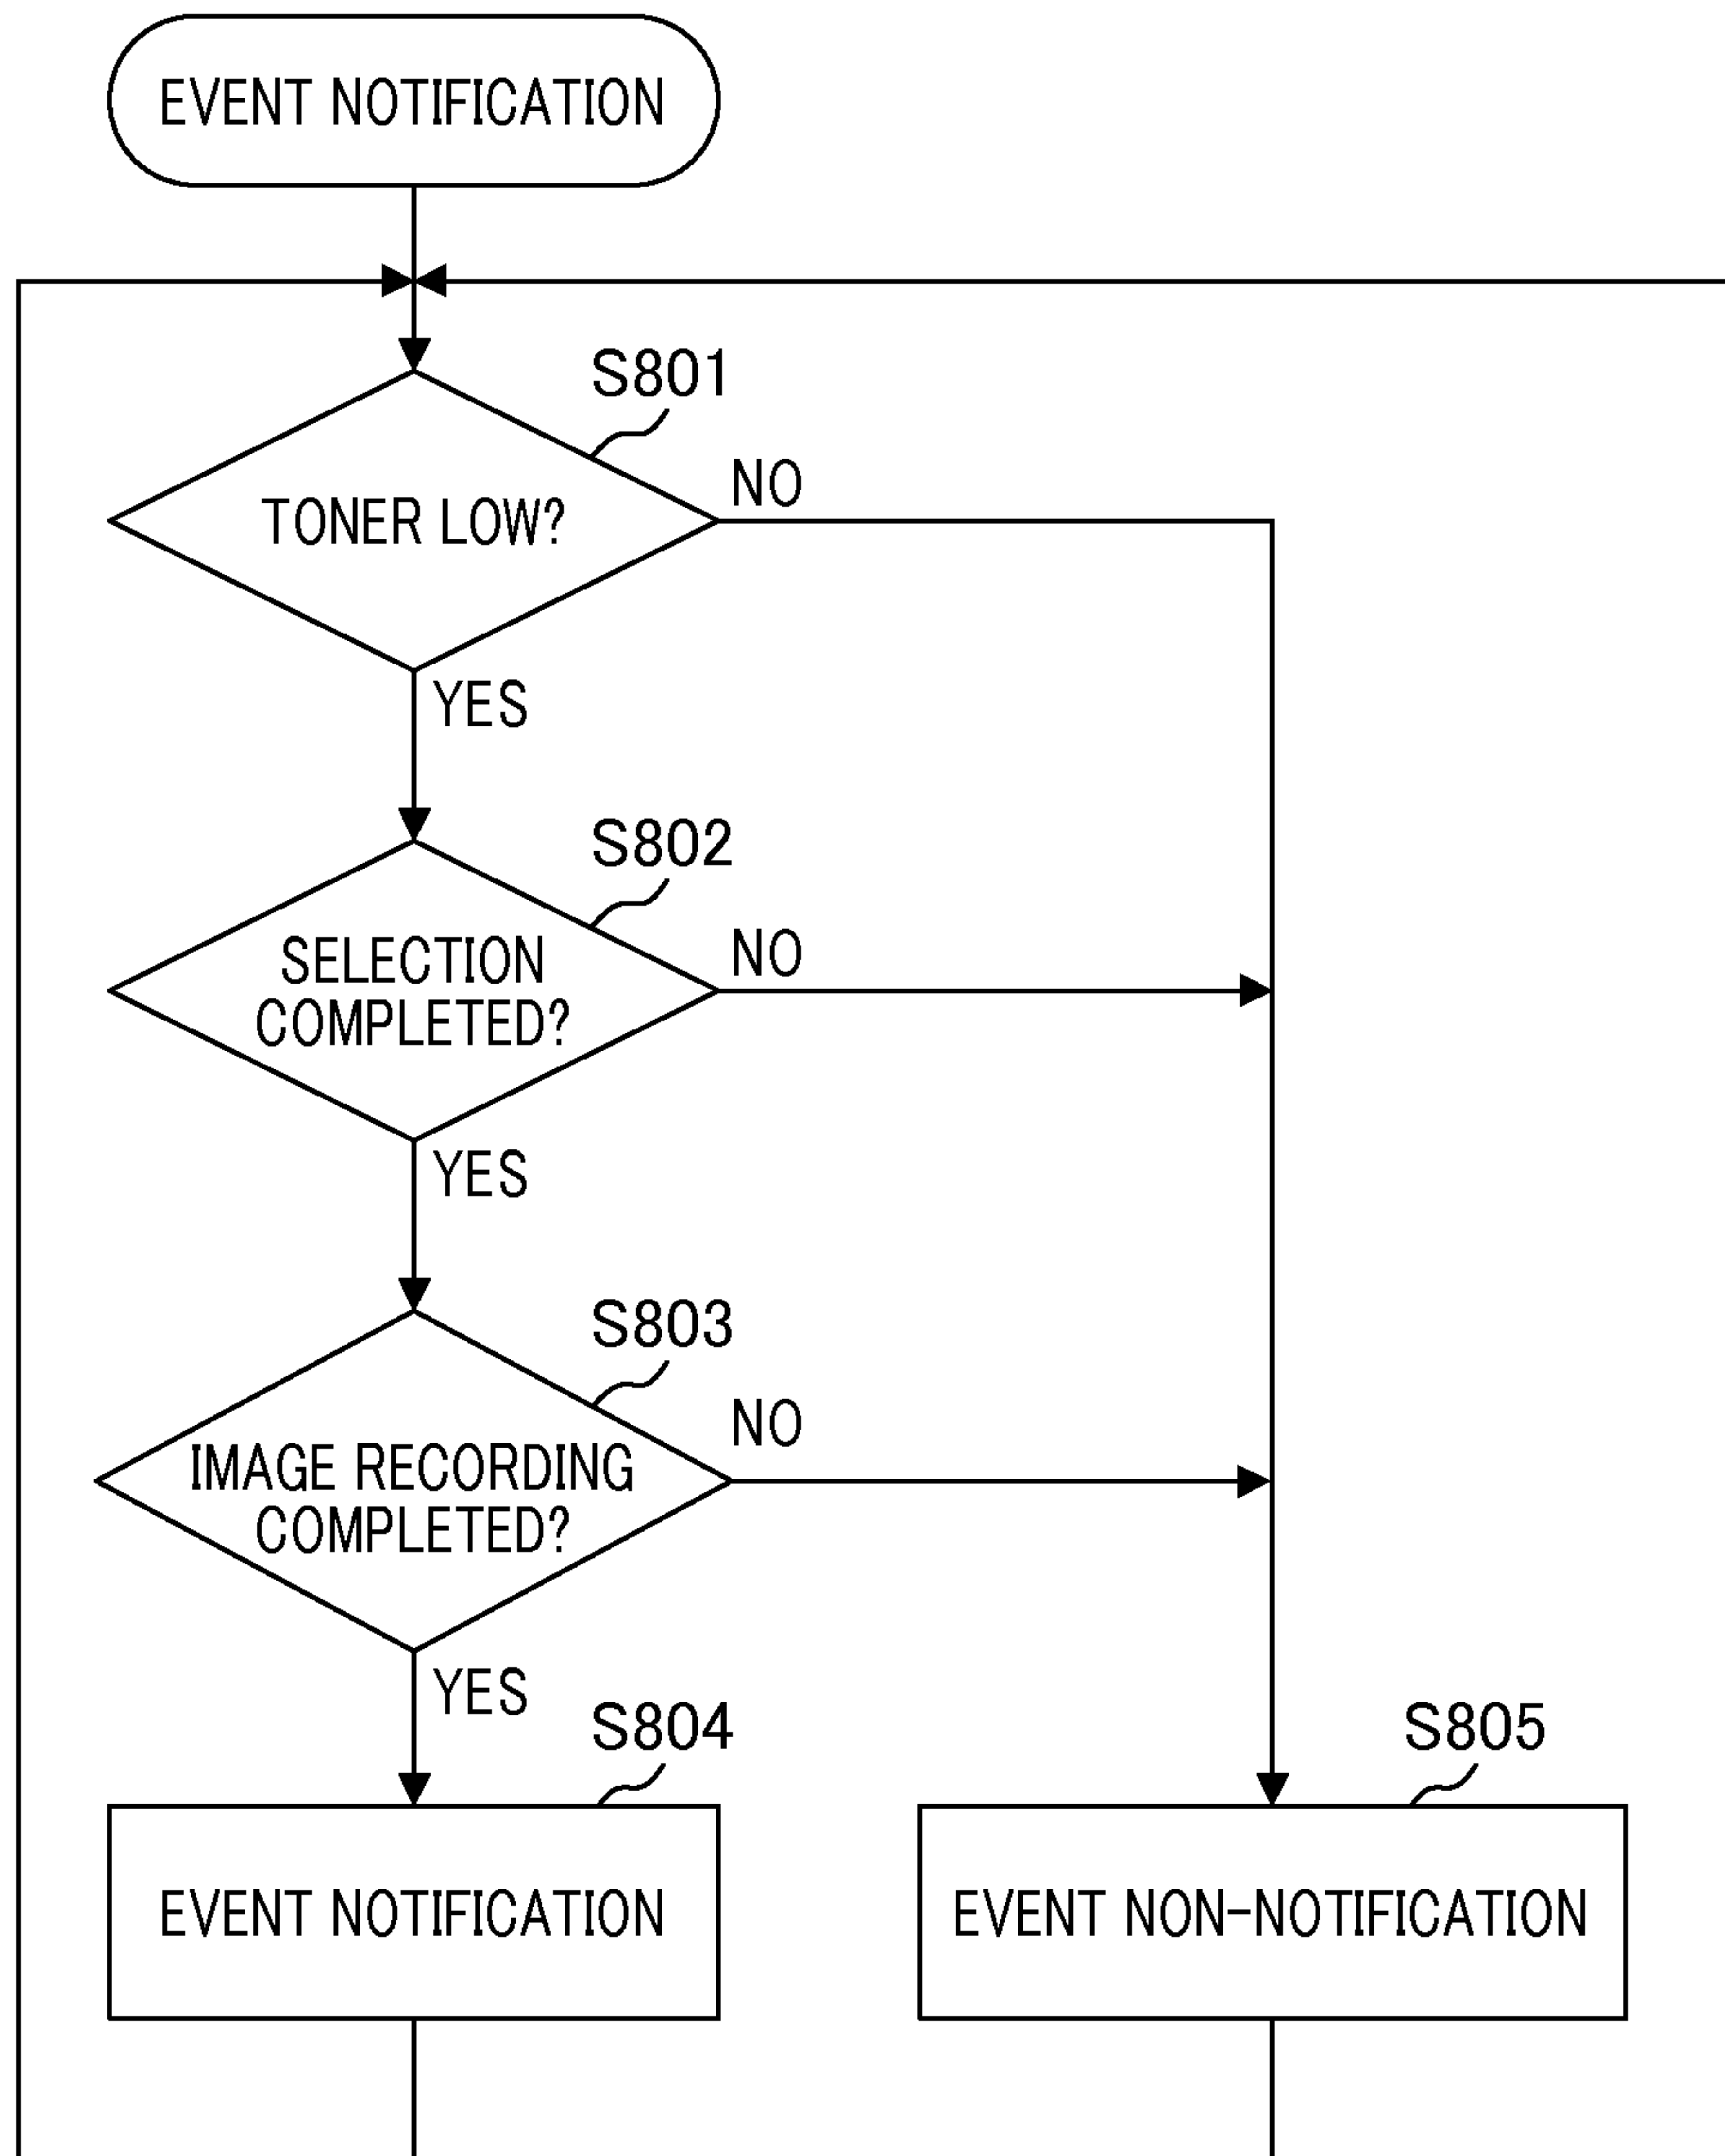 EVENT NOTIFICATION
S801
TONER LOW?
NO
YES
S802
SELECTION
COMPLETED?
NO
YES
S803
IMAGE RECORDING
COMPLETED?
NO
YES
S804
EVENT NOTIFICATION
S805
EVENT NON-NOTIFICATION